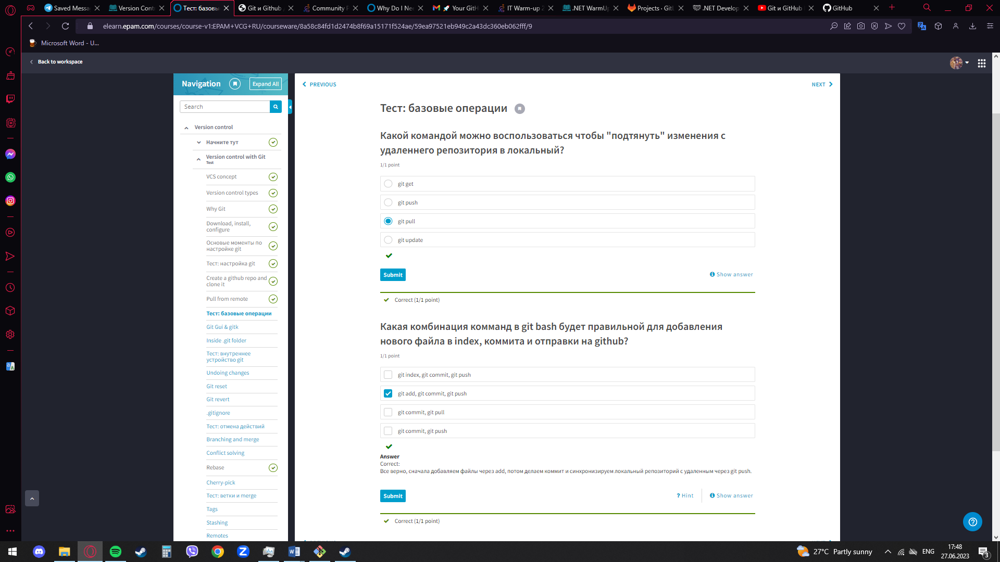 Saved Messa
Version Cont
Тест: базовы
Git и Github
Community P
Why Do I Ne
Your GitH
IT Warm-up 2
.NET WarmUp
Projects · GitL
.NET Develop
Git и GitHub
GitHub
elearn.epam.com/courses/course-v1:EPAM+VCG+RU/courseware/8a58c84fd1d2474b8f69a15171f524ae/59ea97521eb949c2a43dc360eb062fff/9
Microsoft Word - U...
Back to workspace
Navigation
Expand All
Search
Version control
Начните тут
Version control with Git
Test
VCS concept
Version control types
Why Git
Download, install,
configure
Основые моменты по
настройке git
Тест: настройка git
Create a github repo and
clone it
Pull from remote
Тест: базовые операции
Git Gui & gitk
Inside .git folder
Тест: внутреннее
устройство git
Undoing changes
Git reset
Git revert
.gitignore
Тест: отмена действий
Branching and merge
Conflict solving
Rebase
Cherry-pick
Тест: ветки и merge
Tags
Stashing
Remotes
PREVIOUS
NEXT
Тест: базовые операции
Какой командой можно воспользоваться чтобы "подтянуть" изменения с
удаленнего репозитория в локальный?
1/1 point
git get
git push
git pull
git update
Submit
Show answer
Correct (1/1 point)
Какая комбинация комманд в git bash будет правильной для добавления
нового файла в index, коммита и отправки на github?
1/1 point
git index, git commit, git push
git add, git commit, git push
git commit, git pull
git commit, git push
Answer
Correct:
Все верно, сначала добавляем файлы через add, потом делаем коммит и синхронизируем локальный репозиторий с удаленным через git push.
Submit
? Hint
Show answer
Correct (1/1 point)
27°C Partly sunny
ENG
17:48
27.06.2023
3